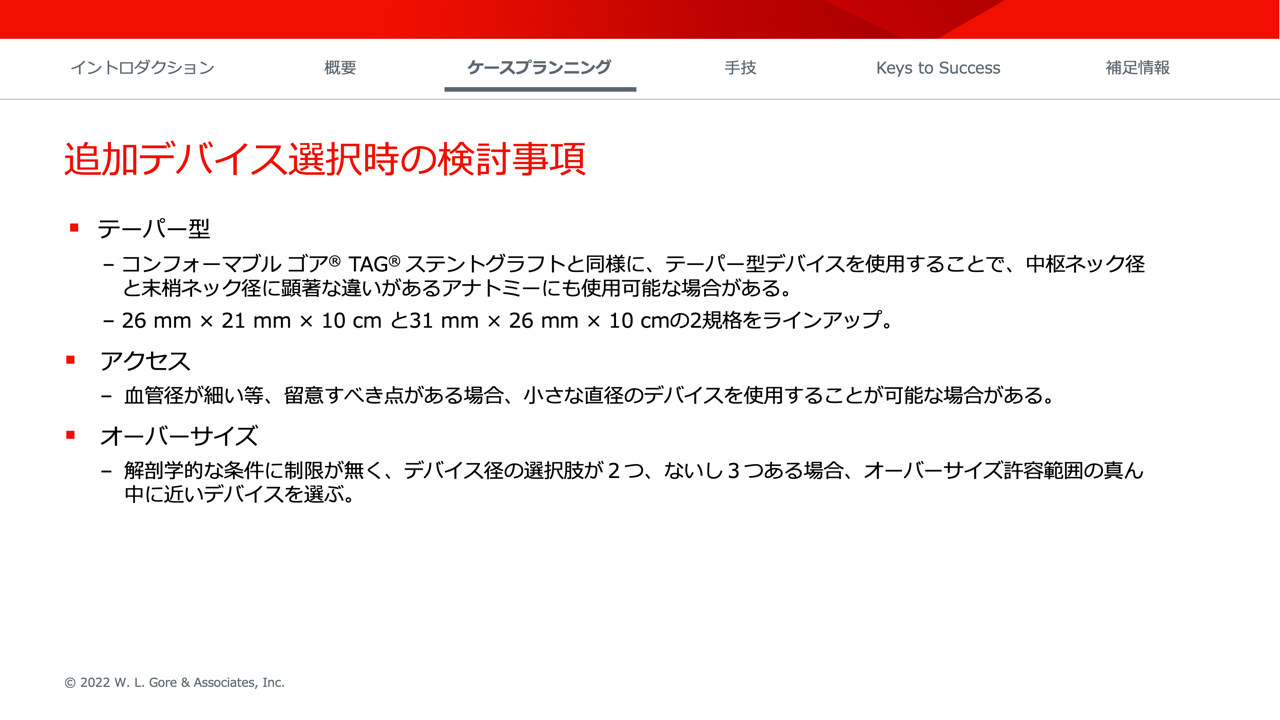 イントロダクション
概要
ケースプランニング
手技
Keys to Success
補足情報
追加デバイス選択時の検討事項
▪ テーパー型
– コンフォーマブル ゴア® TAG® ステントグラフトと同様に、テーパー型デバイスを使用することで、中枢ネック径
と末梢ネック径に顕著な違いがあるアナトミーにも使用可能な場合がある。
– 26 mm × 21 mm × 10 cm と31 mm × 26 mm × 10 cmの2規格をラインアップ。
▪ アクセス
– 血管径が細い等、留意すべき点がある場合、小さな直径のデバイスを使用することが可能な場合がある。
▪ オーバーサイズ
– 解剖学的な条件に制限が無く、デバイス径の選択肢が２つ、ないし３つある場合、オーバーサイズ許容範囲の真ん
中に近いデバイスを選ぶ。
© 2022 W. L. Gore & Associates, Inc.